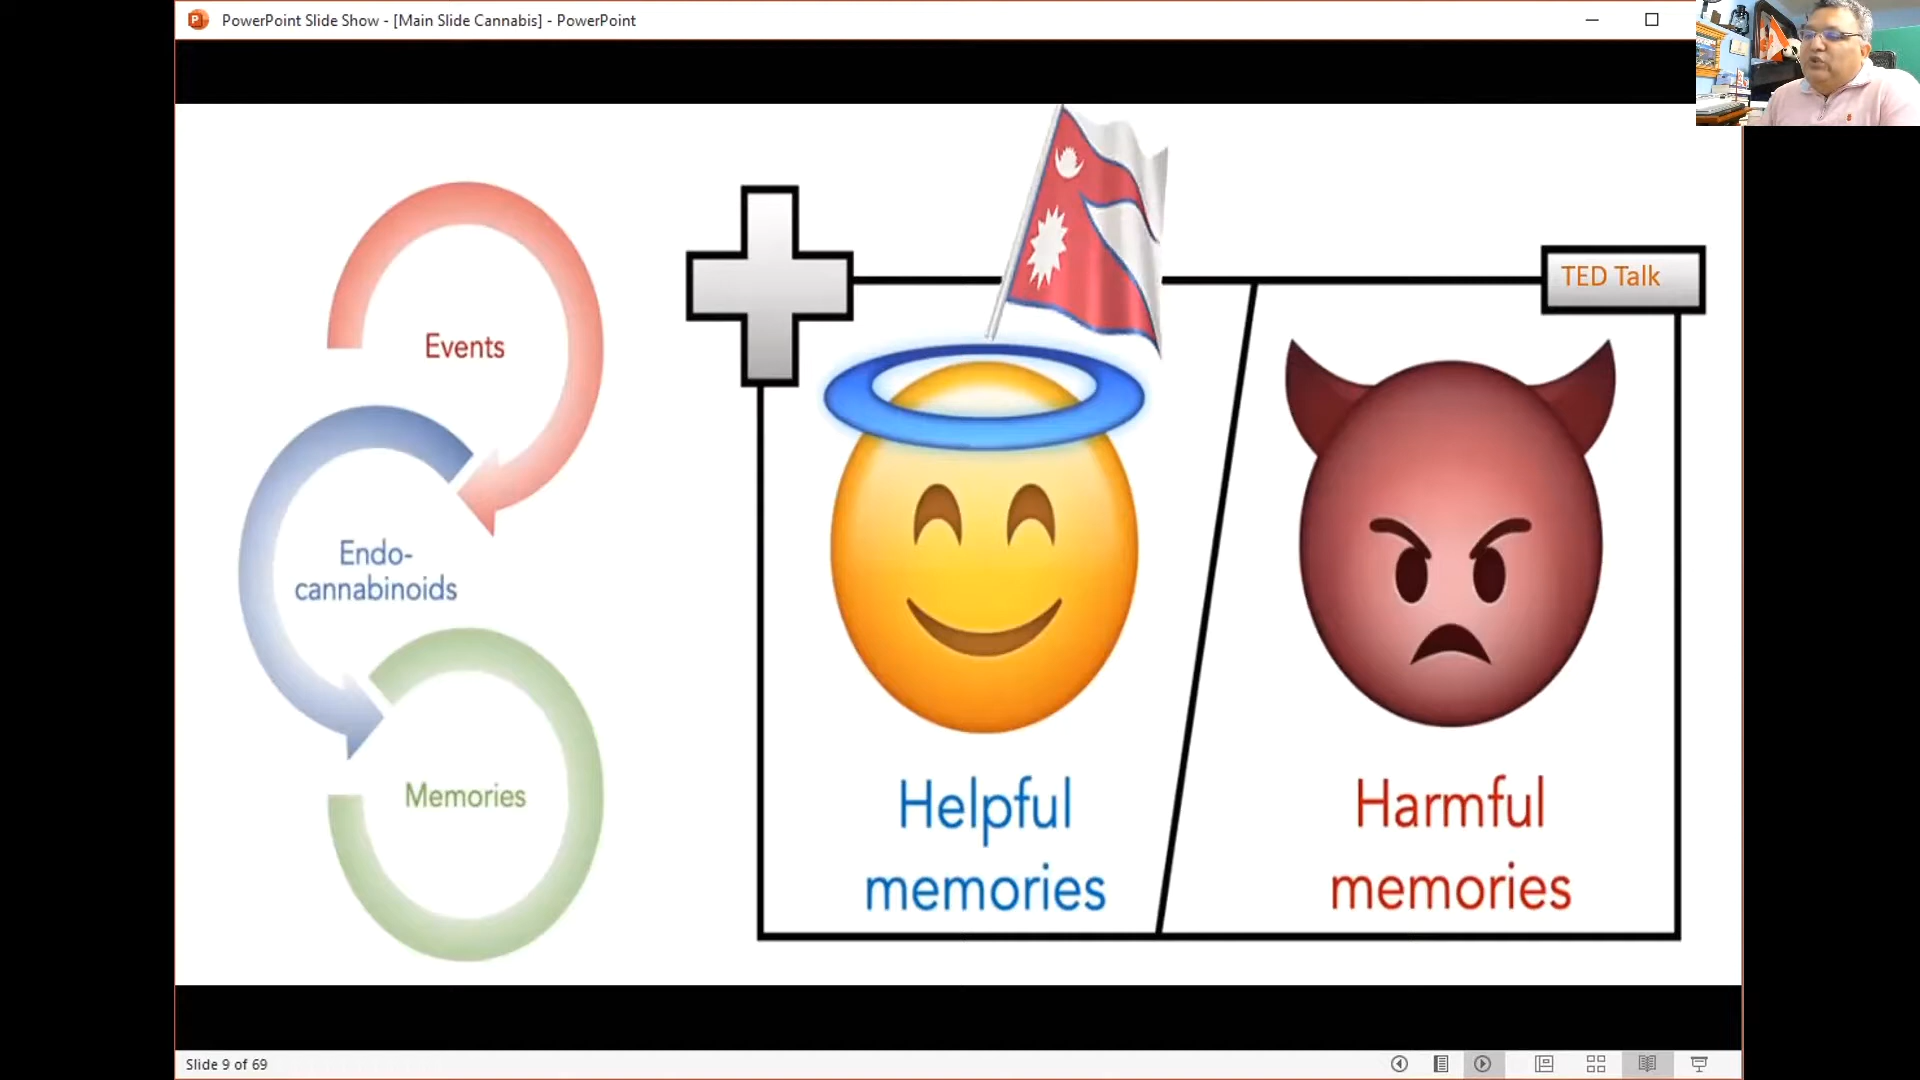 PowerPoint Slide Show - [Main Slide Cannabis] - PowerPoint
Events
Endo-
cannabinoids
Memories
TED Talk
Helpful
memories
Harmful
memories
Slide 9 of 69